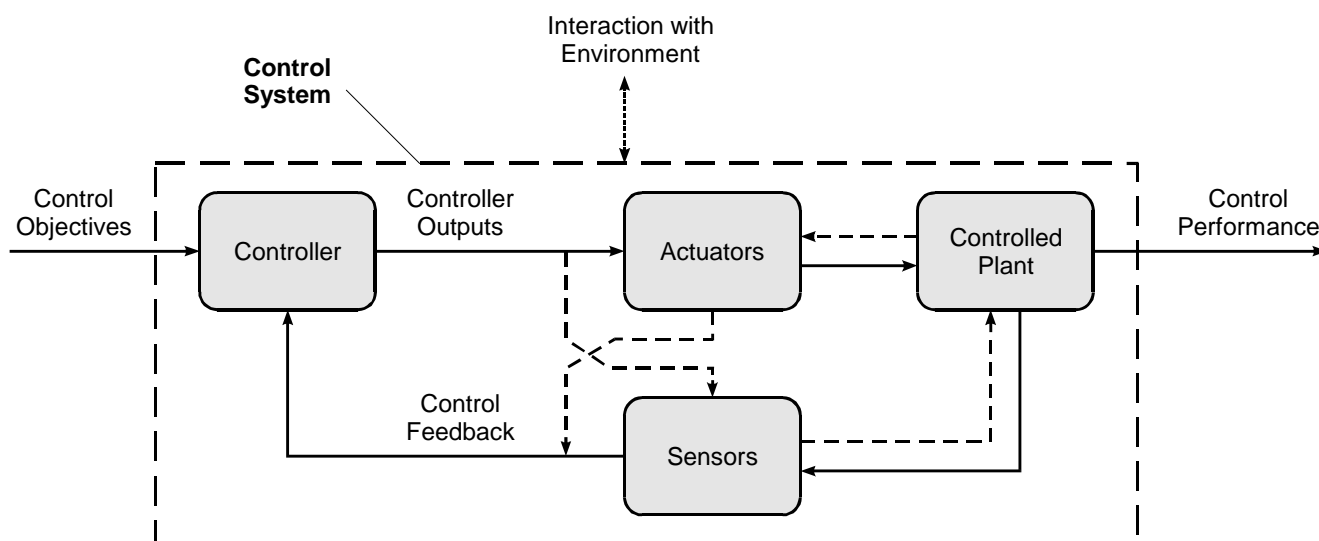 Interaction with
Environment
Control
System
Control
Objectives
Controller
Outputs
Control
Performance
Controller
Actuators
Controlled
Plant
Control
Feedback
Sensors